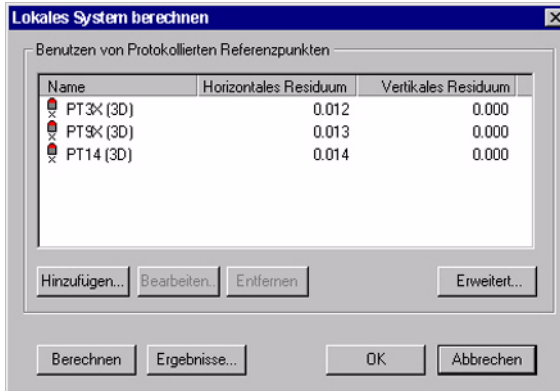 Lokales System berechnen
Benutzen von Protokollierten Referenzpunkten
Name Horizontales Residuum Vertikales Residuum
PT3X (3D) 0.012 0.000
PT9X (3D) 0.013 0.000
PT14 (3D) 0.014 0.000
Hinzufügen... Bearbeiten.. Entfernen Erweitert...
Berechnen Ergebnisse... OK Abbrechen